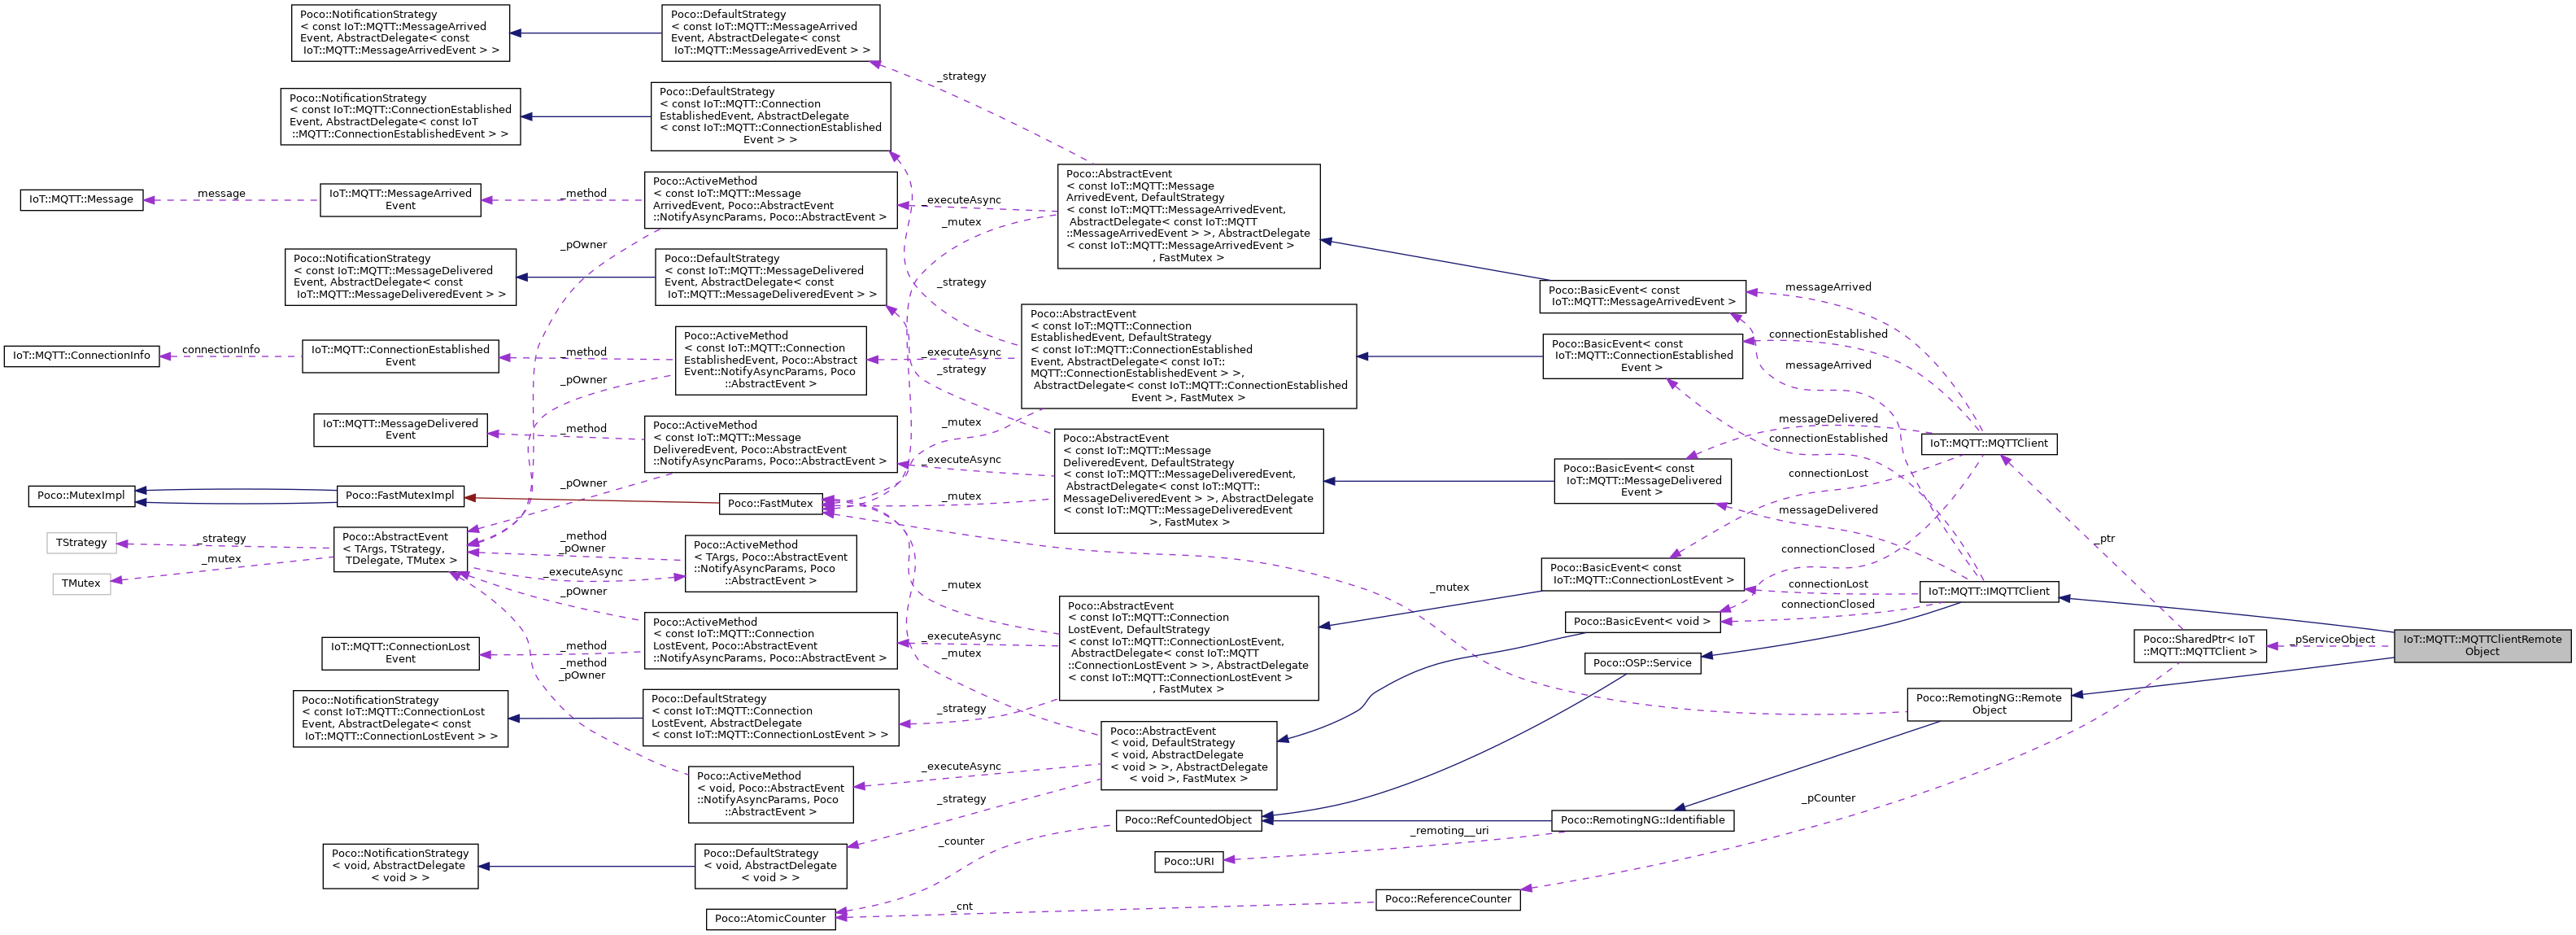 Poco::NotificationStrategy
< const IoT::MQTT::MessageArrived
Event, AbstractDelegate< const
IoT::MQTT::MessageArrivedEvent > >
Poco::DefaultStrategy
< const IoT::MQTT::MessageArrived
Event, AbstractDelegate< const
IoT::MQTT::MessageArrivedEvent > >
_strategy
Poco::NotificationStrategy
< const IoT::MQTT::ConnectionEstablished
Event, AbstractDelegate< const IoT
::MQTT::ConnectionEstablishedEvent > >
Poco::DefaultStrategy
< const IoT::MQTT::Connection
EstablishedEvent, AbstractDelegate
< const IoT::MQTT::ConnectionEstablished
Event > >
IoT::MQTT::Message
message
IoT::MQTT::MessageArrived
Event
_method
Poco::ActiveMethod
< const IoT::MQTT::Message
ArrivedEvent, Poco::AbstractEvent
::NotifyAsyncParams, Poco::AbstractEvent >
_executeAsync
_mutex
Poco::AbstractEvent
< const IoT::MQTT::Message
ArrivedEvent, DefaultStrategy
< const IoT::MQTT::MessageArrivedEvent,
AbstractDelegate< const IoT::MQTT
::MessageArrivedEvent > >, AbstractDelegate
< const IoT::MQTT::MessageArrivedEvent >
, FastMutex >
_pOwner
Poco::NotificationStrategy
< const IoT::MQTT::MessageDelivered
Event, AbstractDelegate< const
IoT::MQTT::MessageDeliveredEvent > >
Poco::DefaultStrategy
< const IoT::MQTT::MessageDelivered
Event, AbstractDelegate< const
IoT::MQTT::MessageDeliveredEvent > >
_strategy
Poco::BasicEvent< const
IoT::MQTT::MessageArrivedEvent >
messageArrived
IoT::MQTT::ConnectionInfo
connectionInfo
IoT::MQTT::ConnectionEstablished
Event
_method
Poco::ActiveMethod
< const IoT::MQTT::Connection
EstablishedEvent, Poco::Abstract
Event::NotifyAsyncParams, Poco
::AbstractEvent >
_executeAsync
_strategy
Poco::AbstractEvent
< const IoT::MQTT::Connection
EstablishedEvent, DefaultStrategy
< const IoT::MQTT::ConnectionEstablished
Event, AbstractDelegate< const IoT::
MQTT::ConnectionEstablishedEvent > >,
AbstractDelegate< const IoT::MQTT::ConnectionEstablished
Event >, FastMutex >
Poco::BasicEvent< const
IoT::MQTT::ConnectionEstablished
Event >
connectionEstablished
messageArrived
_pOwner
IoT::MQTT::MessageDelivered
Event
_method
Poco::ActiveMethod
< const IoT::MQTT::Message
DeliveredEvent, Poco::AbstractEvent
::NotifyAsyncParams, Poco::AbstractEvent >
_mutex
_executeAsync
_mutex
Poco::AbstractEvent
< const IoT::MQTT::Message
DeliveredEvent, DefaultStrategy
< const IoT::MQTT::MessageDeliveredEvent,
AbstractDelegate< const IoT::MQTT::
MessageDeliveredEvent > >, AbstractDelegate
< const IoT::MQTT::MessageDeliveredEvent
>, FastMutex >
Poco::BasicEvent< const
IoT::MQTT::MessageDelivered
Event >
messageDelivered
connectionEstablished
connectionLost
messageDelivered
IoT::MQTT::MQTTClient
Poco::MutexImpl
Poco::FastMutexImpl
_pOwner
Poco::FastMutex
TStrategy
TMutex
_strategy
_mutex
Poco::AbstractEvent
< TArgs, TStrategy,
TDelegate, TMutex >
_method
_pOwner
_executeAsync
_pOwner
Poco::ActiveMethod
< TArgs, Poco::AbstractEvent
::NotifyAsyncParams, Poco
::AbstractEvent >
connectionClosed
_ptr
_mutex
_mutex
Poco::BasicEvent< const
IoT::MQTT::ConnectionLostEvent >
connectionLost
connectionClosed
IoT::MQTT::IMQTTClient
Poco::BasicEvent< void >
IoT::MQTT::ConnectionLost
Event
_method
_method
_pOwner
Poco::ActiveMethod
< const IoT::MQTT::Connection
LostEvent, Poco::AbstractEvent
::NotifyAsyncParams, Poco::AbstractEvent >
_executeAsync
_mutex
Poco::AbstractEvent
< const IoT::MQTT::Connection
LostEvent, DefaultStrategy
< const IoT::MQTT::ConnectionLostEvent,
AbstractDelegate< const IoT::MQTT
::ConnectionLostEvent > >, AbstractDelegate
< const IoT::MQTT::ConnectionLostEvent >
, FastMutex >
Poco::OSP::Service
Poco::SharedPtr< IoT
::MQTT::MQTTClient >
_pServiceObject
IoT::MQTT::MQTTClientRemote
Object
Poco::NotificationStrategy
< const IoT::MQTT::ConnectionLost
Event, AbstractDelegate< const
IoT::MQTT::ConnectionLostEvent > >
Poco::DefaultStrategy
< const IoT::MQTT::Connection
LostEvent, AbstractDelegate
< const IoT::MQTT::ConnectionLostEvent > >
_strategy
Poco::RemotingNG::Remote
Object
Poco::AbstractEvent
< void, DefaultStrategy
< void, AbstractDelegate
< void > >, AbstractDelegate
< void >, FastMutex >
Poco::ActiveMethod
< void, Poco::AbstractEvent
::NotifyAsyncParams, Poco
::AbstractEvent >
_executeAsync
_strategy
_pCounter
Poco::RefCountedObject
Poco::RemotingNG::Identifiable
_remoting__uri
Poco::URI
_counter
Poco::NotificationStrategy
< void, AbstractDelegate
< void > >
Poco::DefaultStrategy
< void, AbstractDelegate
< void > >
Poco::AtomicCounter
_cnt
Poco::ReferenceCounter